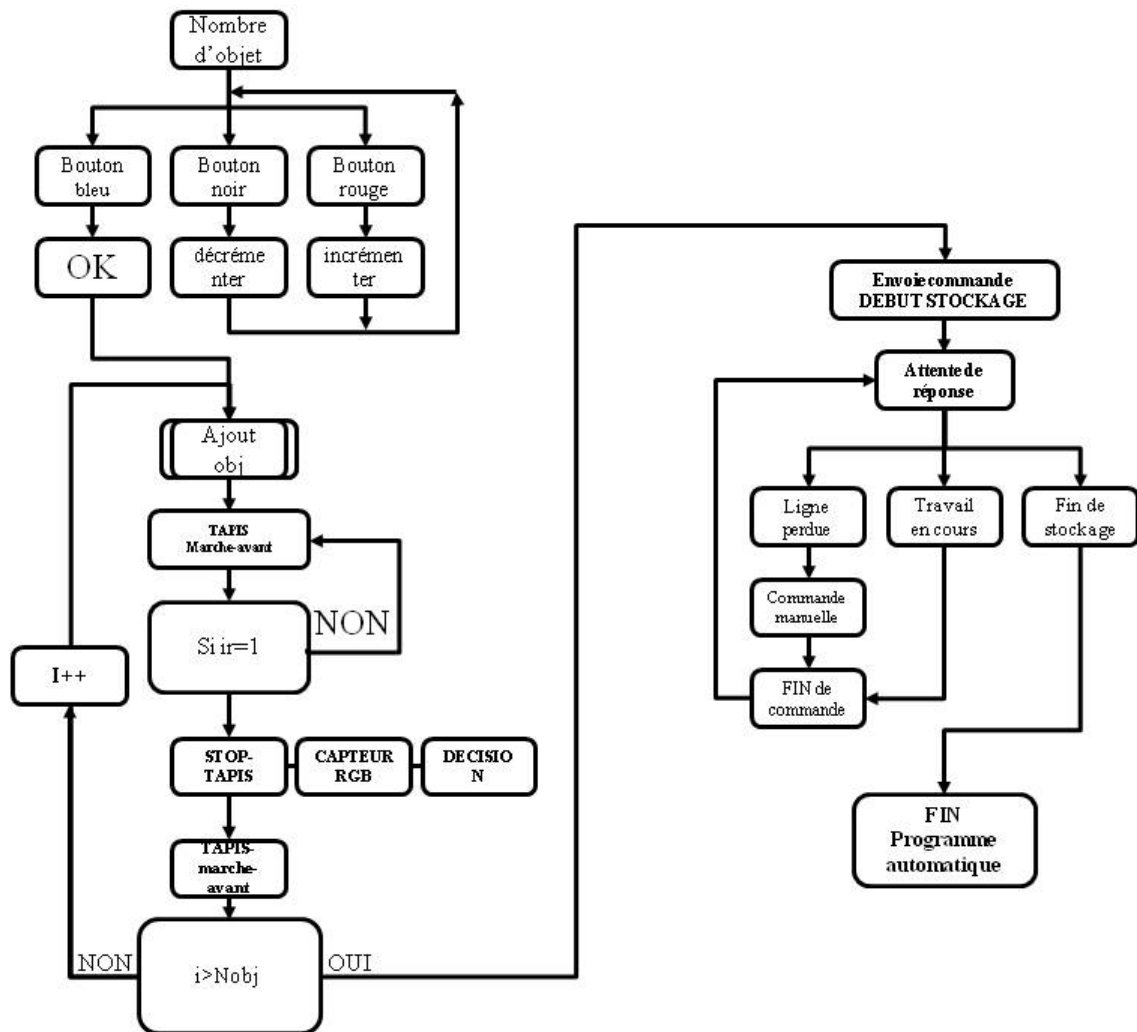 Nombre
d'objet
Bouton
bleu
Bouton
noir
Bouton
rouge
OK
décréme
nter
incrémen
ter
Ajout
obj
TAPIS
Marche-avant
Si ir=1
NON
I++
STOP-
TAPIS
CAPTEUR
RGB
DECISIO
N
TAPIS-
marche-
avant
NON
i>Nobj
OUI
Envoie commande
DEBUT STOCKAGE
Attente de
réponse
Ligne
perdue
Travail
en cours
Fin de
stockage
Commande
manuelle
FIN de
commande
FIN
Programme
automatique